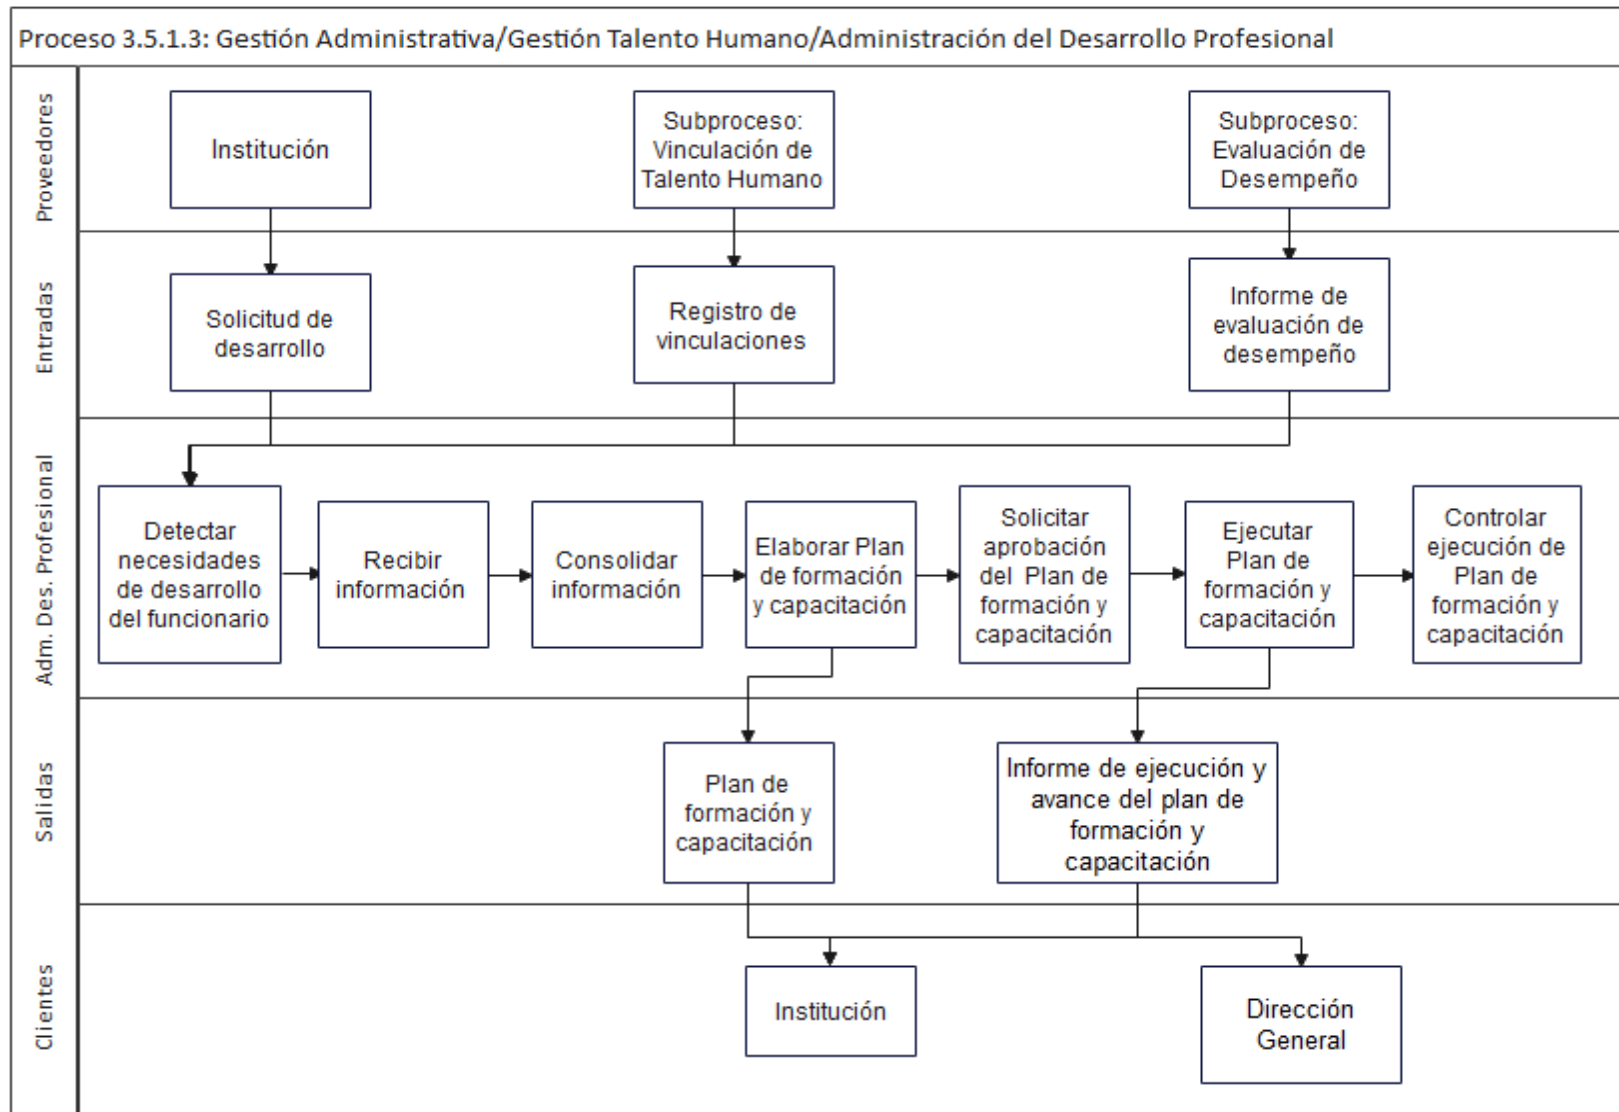 Proceso 3.5.1.3: Gestión Administrativa/Gestión Talento Humano/Administración del Desarrollo Profesional
Provedores
Institución
Subproceso:
Vinculación de
Talento Humano
Subproceso:
Evaluación de
Desempeño
Entradas
Solicitud de
desarrollo
Registro de
vinculaciones
Informe de
evaluación de
desempeño
Adm. Des. Profesional
Detectar
necesidades
de desarrollo
del funcionario
Recibir
información
Consolidar
información
Elaborar Plan
de formación
y capacitación
Solicitar
aprobación
del Plan de
formación y
capacitación
Ejecutar
Plan de
formación y
capacitación
Controlar
ejecución de
Plan de
formación y
capacitación
Salidas
Plan de
formación y
capacitación
Informe de ejecución y
avance del plan de
formación y
capacitación
Clientes
Institución
Dirección
General